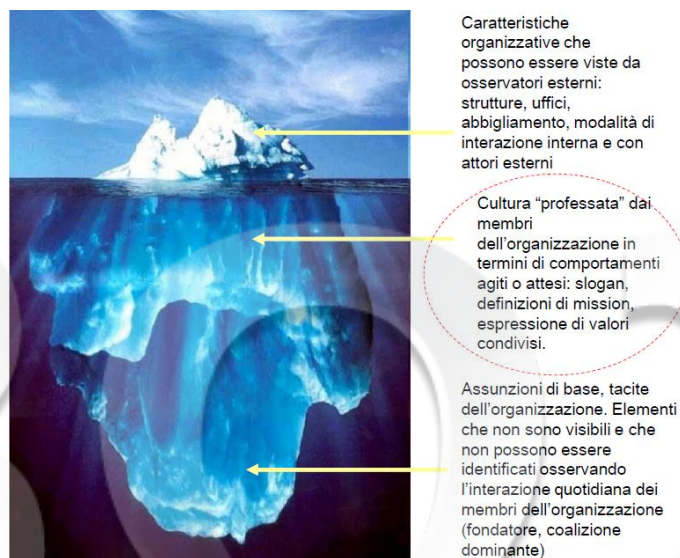 Caratteristiche
organizzative che
possono essere viste da
osservatori esterni:
strutture, uffici,
abbigliamento, modalità di
interazione interna e con
attori esterni
Cultura “professata” dai
membri
dell’organizzazione in
termini di comportamenti
agiti o attesi: slogan,
definizioni di mission,
espressione di valori
condivisi.
Assunzioni di base, tacite
dell’organizzazione. Elementi
che non sono visibili e che
non possono essere
identificati osservando
l’interazione quotidiana dei
membri dell’organizzazione
(fondatore, coalizione
dominante)